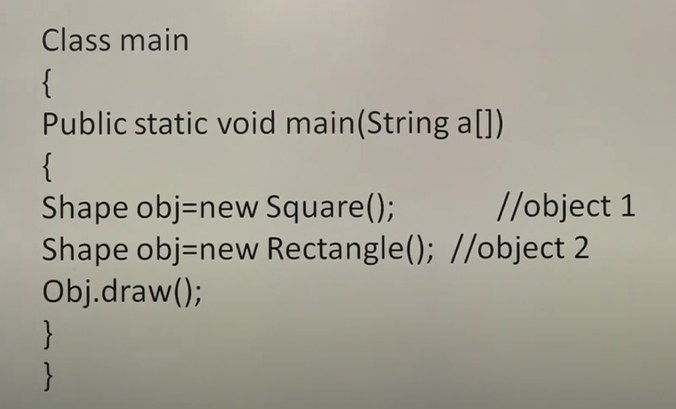 Class main
{
Public static void main(String a[])
{
Shape obj=new Square(); //object 1
Shape obj=new Rectangle(); //object 2
Obj.draw();
}
}